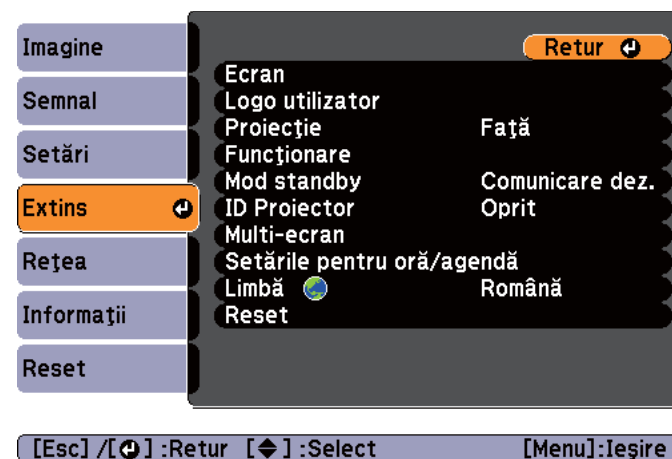 Imagine
Semnal
Setări
Extins
Reţea
Informaţii
Reset
Retur
Ecran
Logo utilizator
Proiecţie Faţă
Funcţionare
Mod standby Comunicare dez.
ID Proiector Oprit
Multi-ecran
Setările pentru oră/agendă
Limbă Română
Reset
[Esc] /[ ] :Retur [ ] :Select [Menu]:Ieşire